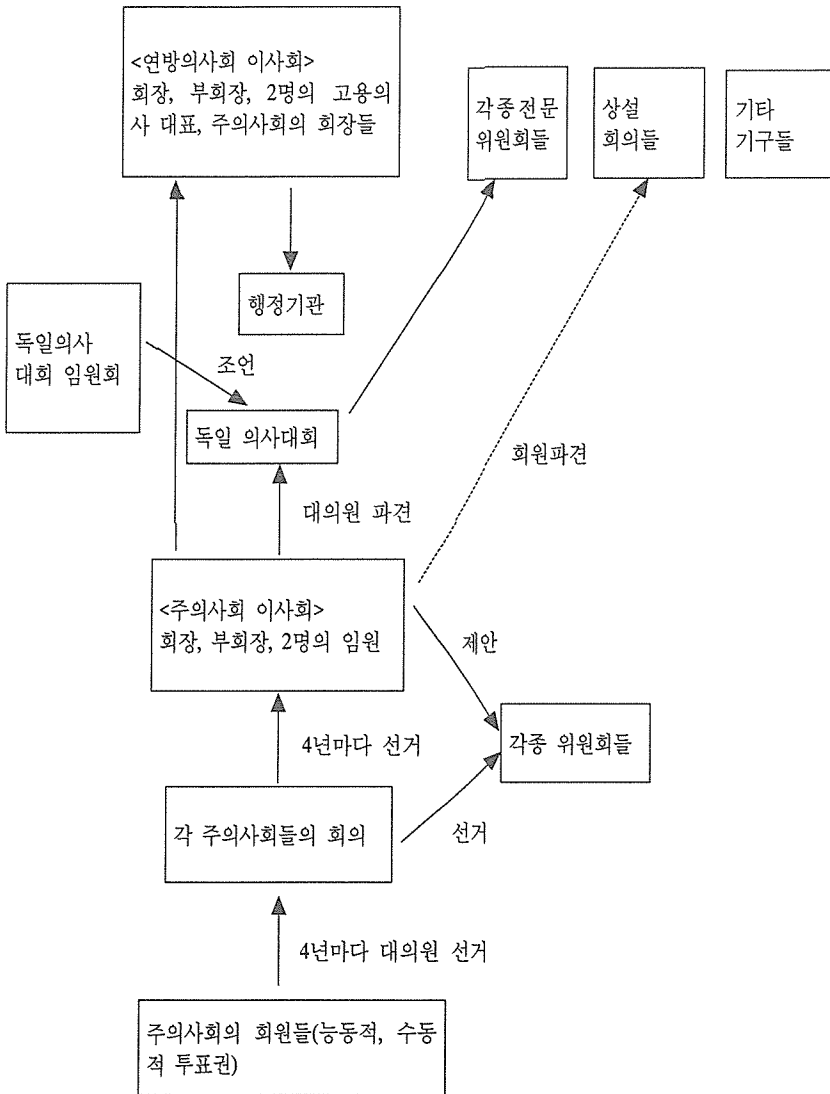 <연방의사회 이사회>
회장, 부회장, 2명의 고용의
사 대표, 주의사회의 회장들
각종전문
위원회들
상설
회의들
기타
기구들
행정기관
독일의사
대회 임원회
조언
독일 의사대회
회원파견
대의원 파견
<주의사회 이사회>
회장, 부회장, 2명의 임원
제안
4년마다 선거
각종 위원회들
각 주의사회들의 회의
선거
4년마다 대의원 선거
주의사회의 회원들(능동적, 수동
적 투표권)